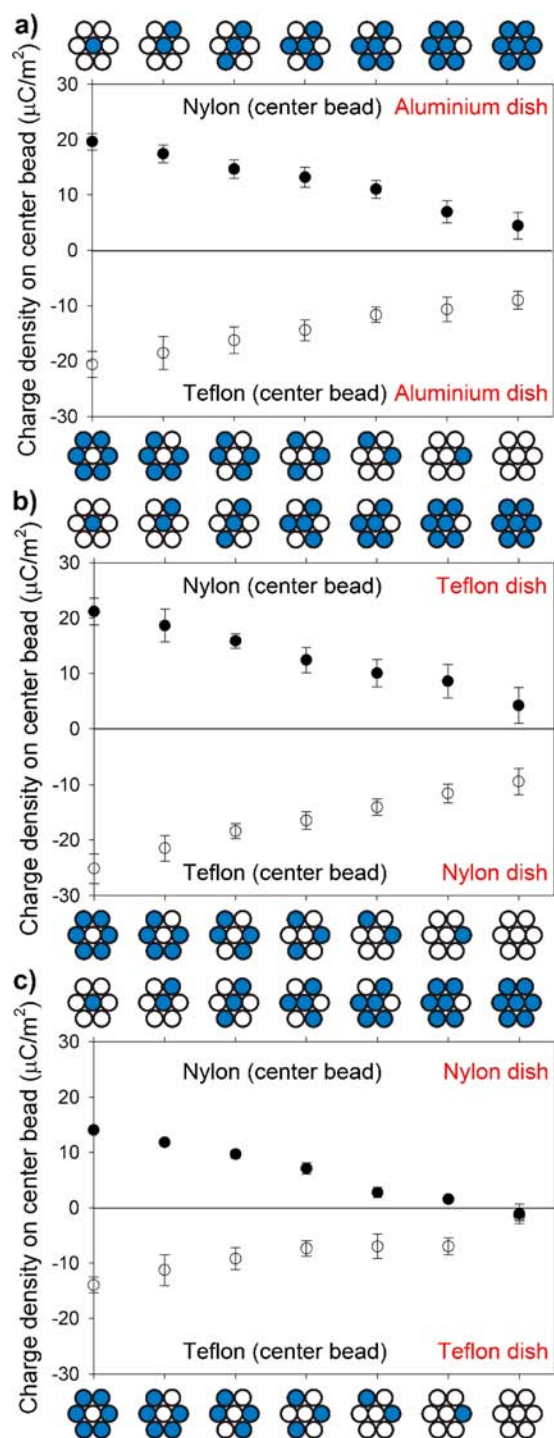 a)
Charge density on center bead (μC/m²)
30
20
10
0
-10
-20
-30
Nylon (center bead) Aluminium dish
Teflon (center bead) Aluminium dish
b)
Charge density on center bead (μC/m²)
30
20
10
0
-10
-20
-30
Nylon (center bead) Teflon dish
Teflon (center bead) Nylon dish
c)
Charge density on center bead (μC/m²)
30
20
10
0
-10
-20
-30
Nylon (center bead) Nylon dish
Teflon (center bead) Teflon dish